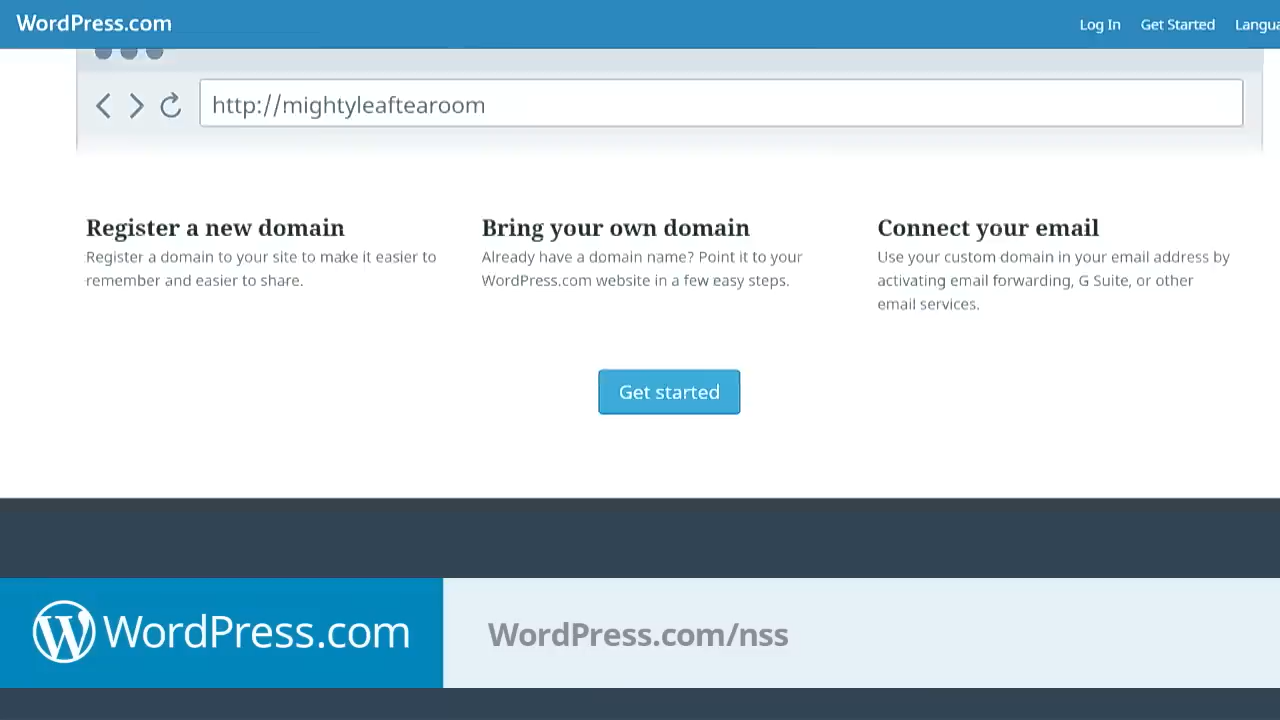 WordPress.com Log In Get Started Langua
http://mightyleaftearoom
Register a new domain
Register a domain to your site to make it easier to
remember and easier to share.
Bring your own domain
Already have a domain name? Point it to your
WordPress.com website in a few easy steps.
Connect your email
Use your custom domain in your email address by
activating email forwarding, G Suite, or other
email services.
Get started
WordPress.com
WordPress.com/nss